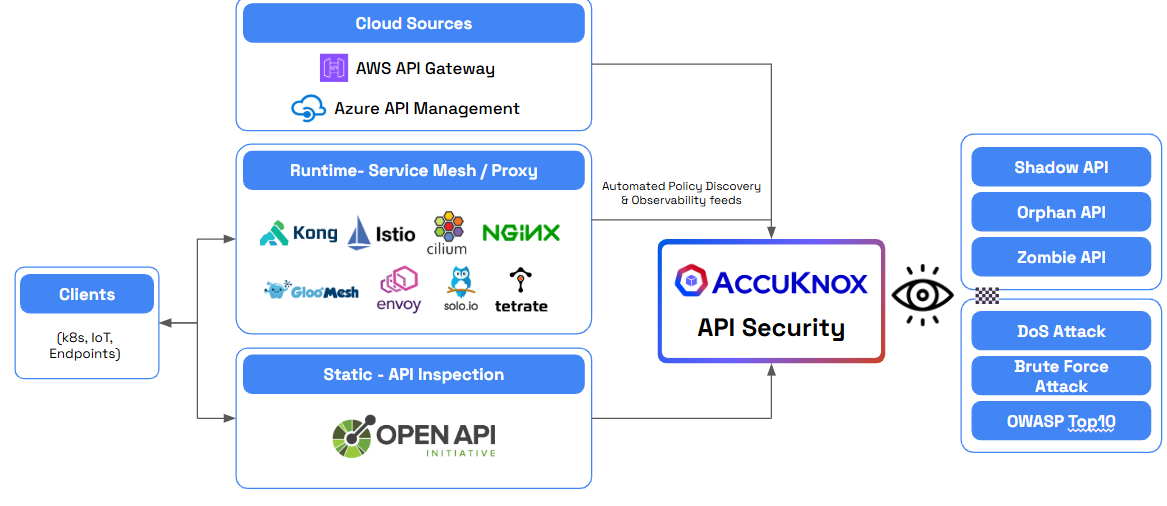 Cloud Sources
AWS API Gateway
Azure API Management
Runtime- Service Mesh / Proxy
Kong
Istio
cilium
NGINX
Gloo Mesh
envoy
solo.io
tetrate
Automated Policy Discovery
& Observability feeds
Clients
(k8s, IoT,
Endpoints)
Static - API Inspection
OPEN API
INITIATIVE
ACCUKNOX
API Security
Shadow API
Orphan API
Zombie API
DoS Attack
Brute Force
Attack
OWASP Top10